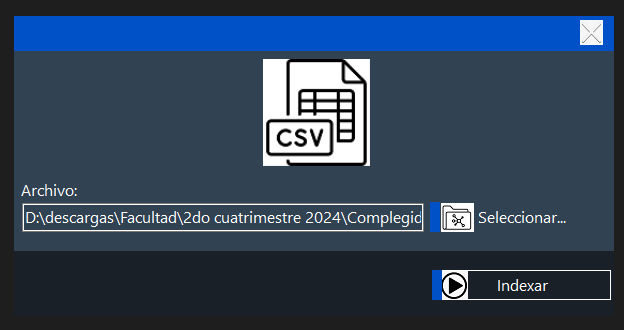 CSV
Archivo:
D:\descargas\Facultad\2do cuatrimestre 2024\Complegid
Seleccionar...
Indexar